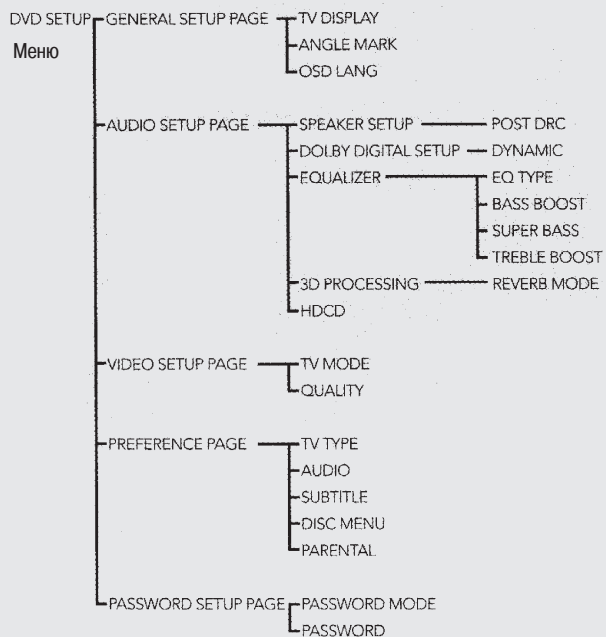 DVD SETUP GENERAL SETUP PAGE TV DISPLAY
Меню ANGLE MARK
OSD LANG
AUDIO SETUP PAGE SPEAKER SETUP POST DRC
DOLBY DIGITAL SETUP DYNAMIC
EQUALIZER EQ TYPE
BASS BOOST
SUPER BASS
TREBLE BOOST
3D PROCESSING REVERB MODE
HDCD
VIDEO SETUP PAGE TV MODE
QUALITY
PREFERENCE PAGE TV TYPE
AUDIO
SUBTITLE
DISC MENU
PARENTAL
PASSWORD SETUP PAGE PASSWORD MODE
PASSWORD